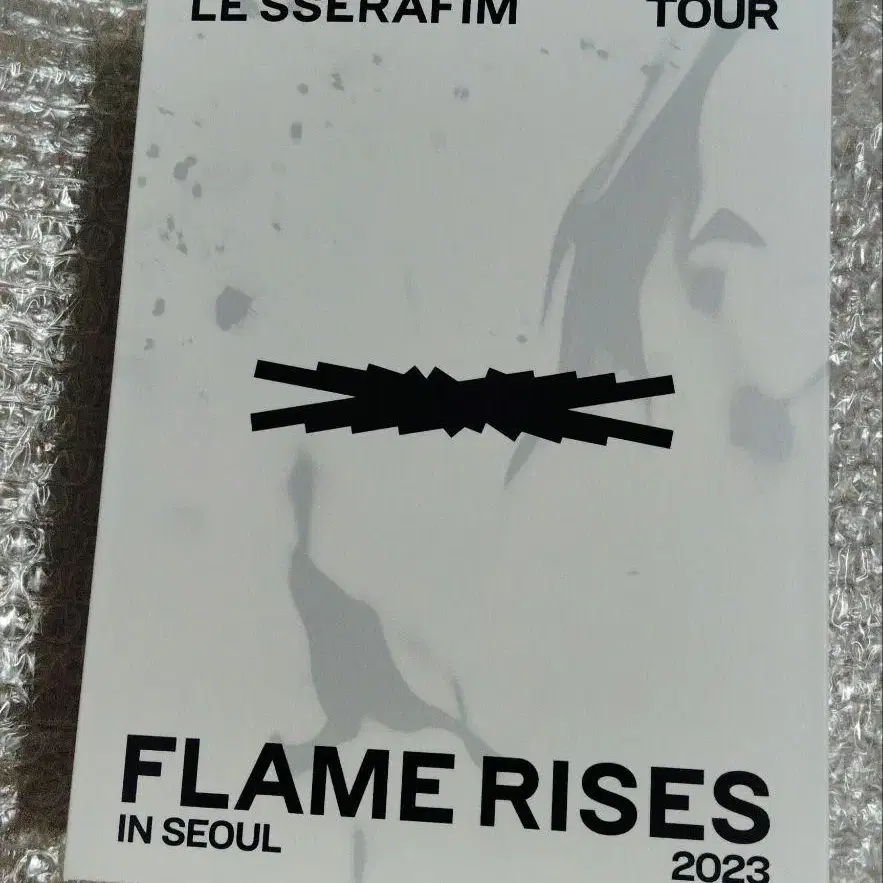 LE SSERAFIM TOUR
FLAME RISES
IN SEOUL
2023